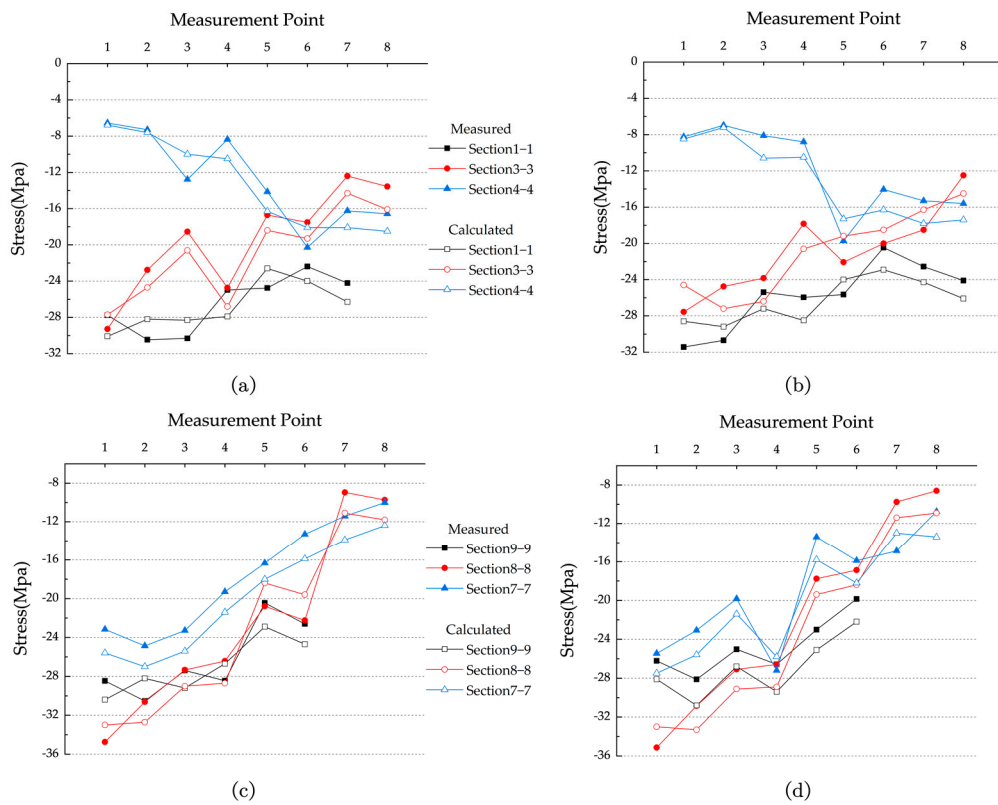 Measurement Point
1 2 3 4 5 6 7 8
0
-4
-8
-12
-16
-20
-24
-28
-32
Stress(Mpa)
(a)
Measured
Section1-1
Section3-3
Section4-4
Calculated
Section1-1
Section3-3
Section4-4
Measurement Point
1 2 3 4 5 6 7 8
0
-4
-8
-12
-16
-20
-24
-28
-32
Stress(Mpa)
(b)
Measurement Point
1 2 3 4 5 6 7 8
-8
-12
-16
-20
-24
-28
-32
-36
Stress(Mpa)
(c)
Measured
Section9-9
Section8-8
Section7-7
Calculated
Section9-9
Section8-8
Section7-7
Measurement Point
1 2 3 4 5 6 7 8
-8
-12
-16
-20
-24
-28
-32
-36
Stress(Mpa)
(d)